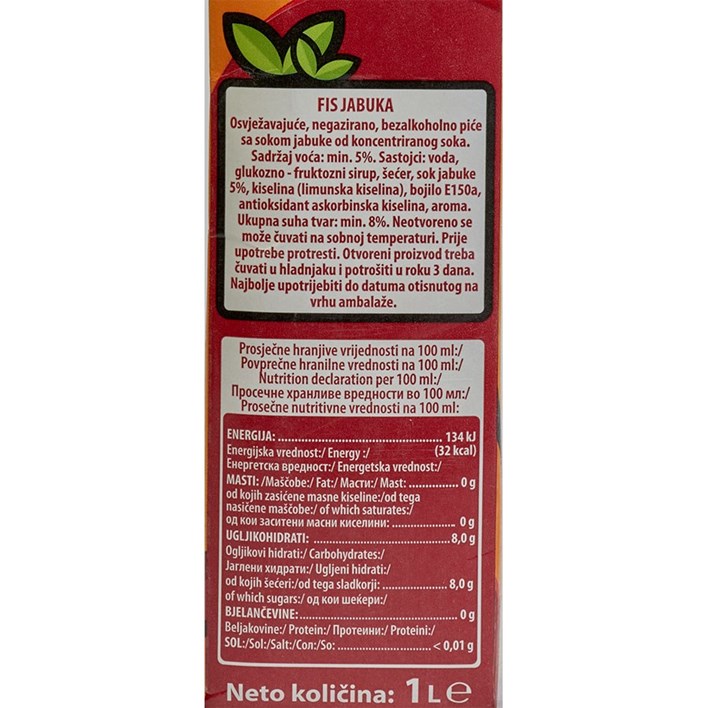 FIS JABUKA
Osvježavajuće, negazirano, bezalkoholno piće
sa sokom jabuke od koncentriranog soka.
Sadržaj voća: min. 5%. Sastojci: voda,
glukozno - fruktozni sirup, šećer, sok jabuke
5%, kiselina (limunska kiselina), bojilo E150a,
antioksidant askorbinska kiselina, aroma.
Ukupna suha tvar: min. 8%. Neotvoreno se
može čuvati na sobnoj temperaturi. Prije
upotrebe protresti. Otvoreni proizvod treba
čuvati u hladnjaku i potrošiti u roku 3 dana.
Najbolje upotrijebiti do datuma otisnutog na
vrhu ambalaže.
Prosječne hranjive vrijednosti na 100 ml:/
Povprečne hranilne vrednosti na 100 ml:/
Nutrition declaration per 100 ml:/
Просечне хранливе вредности во 100 мл:/
Prosečne nutritivne vrednosti na 100 ml:
ENERGIJA: ........................................ 134 kJ
Energijska vrednost:/ Energy :/ (32 kcal)
Енергетска вредност:/ Energetska vrednost:/
MASTI: /Maščobe:/ Fat:/ Масти:/ Mast: ............ 0 g
od kojih zasićene masne kiseline:/od tega
nasičene maščobe:/ of which saturates:/
од кои заситени масни киселини: ................ 0 g
UGLJIKOHIDRATI: .................................. 8,0 g
Ogljikovi hidrati:/ Carbohydrates:/
Јаглени хидрати:/ Ugljeni hidrati:/
od kojih šećeri:/od tega sladkorji: .............. 8,0 g
of which sugars:/ од кои шеќери:/
BJELANČEVINE: .................................... 0 g
Beljakovine:/ Protein:/ Протеини:/ Proteini:/
SOL:/Sol:/Salt:/Сол:/So: ...................... < 0,01 g
Neto količina: 1 L ℮